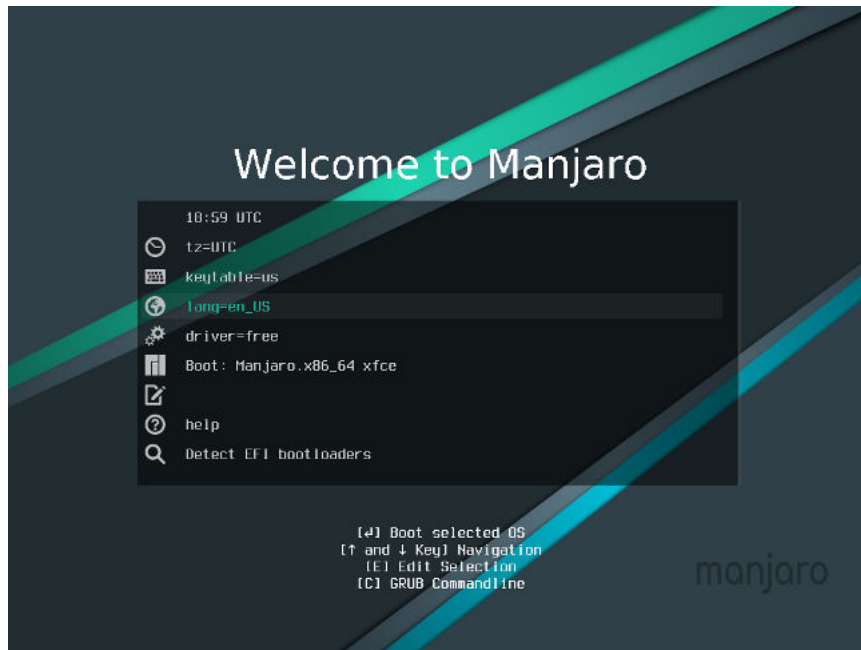 Welcome to Manjaro
10:59 UTC
tz=UTC
keytable=us
lang=en_US
driver=free
Boot: Manjaro.x86_64 xfce
help
Detect EFI bootloaders
[↲] Boot selected OS
[↑ and ↓ Key] Navigation
[E] Edit Selection
[C] GRUB Commandline
manjaro